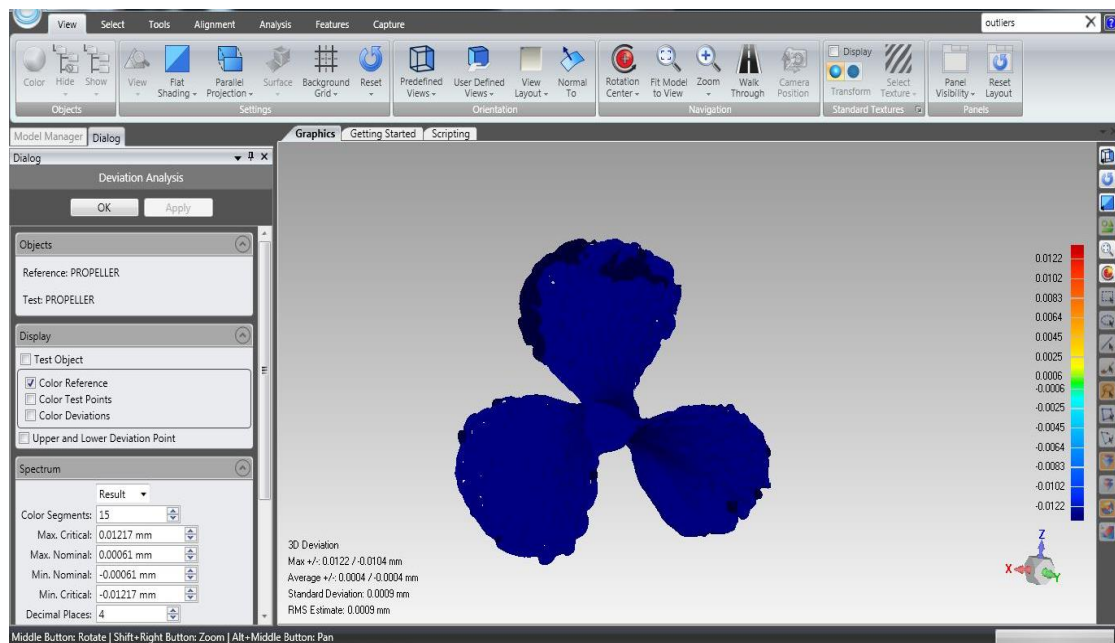 View Select Tools Alignment Analysis Features Capture outliers
Color Hide Show View Flat Shading Parallel Projection Surface Background Grid Reset Predefined Views User Defined Views View Layout Normal To Rotation Center Fit Model to View Zoom Walk Through Camera Position Display Transform Select Texture Panel Visibility Reset Layout
Objects Settings Orientation Navigation Standard Textures Panels
Model Manager Dialog Graphics Getting Started Scripting
Dialog
Deviation Analysis
OK Apply
Objects
Reference: PROPELLER
Test: PROPELLER
Display
Test Object
Color Reference
Color Test Points
Color Deviations
Upper and Lower Deviation Point
Spectrum
Result
Color Segments: 15
Max. Critical: 0.01217 mm
Max. Nominal: 0.00061 mm
Min. Nominal: -0.00061 mm
Min. Critical: -0.01217 mm
Decimal Places: 4
3D Deviation
Max +/-: 0.0122 / -0.0104 mm
Average +/-: 0.0004 / -0.0004 mm
Standard Deviation: 0.0009 mm
RMS Estimate: 0.0009 mm
0.0122
0.0102
0.0083
0.0064
0.0045
0.0025
0.0006
-0.0006
-0.0025
-0.0045
-0.0064
-0.0083
-0.0102
-0.0122
Z
X
Y
Middle Button: Rotate | Shift+Right Button: Zoom | Alt+Middle Button: Pan